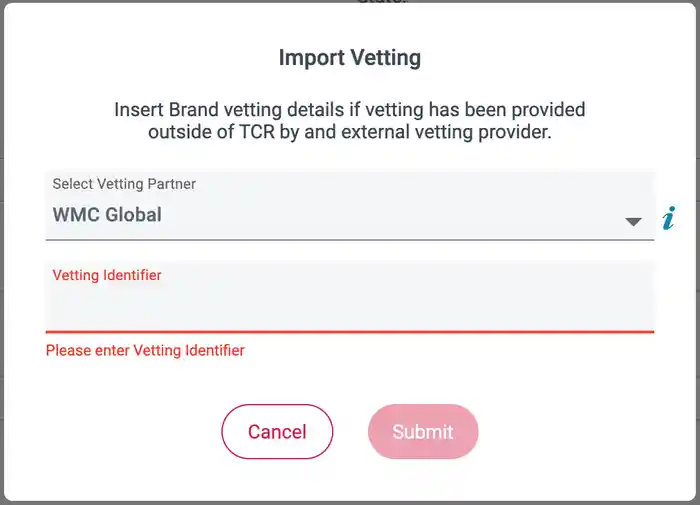 Import Vetting
Insert Brand vetting details if vetting has been provided
outside of TCR by and external vetting provider.
Select Vetting Partner
WMC Global
i
Vetting Identifier
Please enter Vetting Identifier
Cancel
Submit